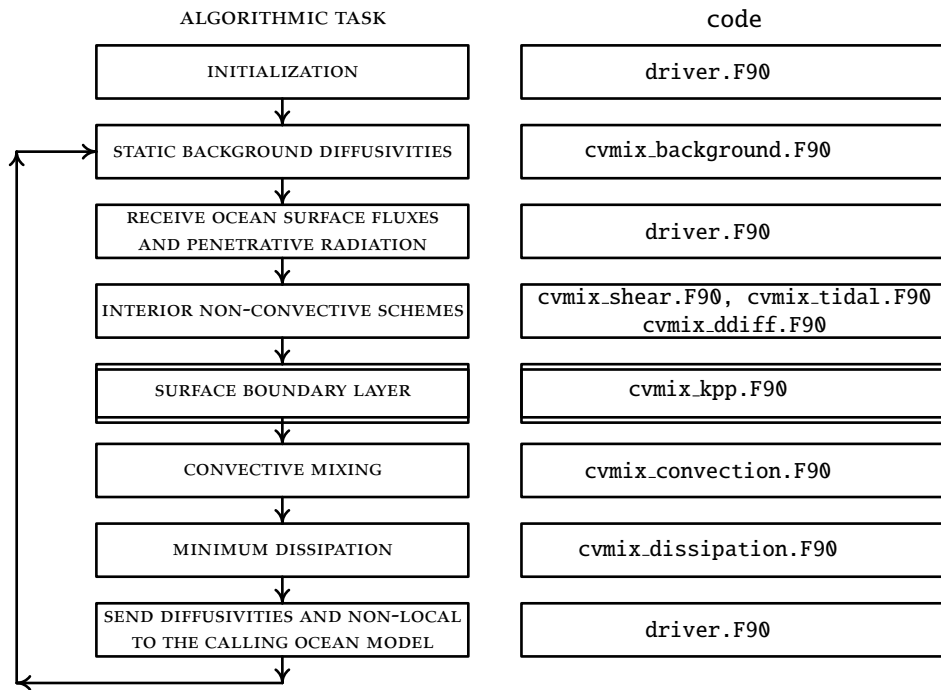 ALGORITHMIC TASK code
INITIALIZATION driver.F90
STATIC BACKGROUND DIFFUSIVITIES cvmix_background.F90
RECEIVE OCEAN SURFACE FLUXES
AND PENETRATIVE RADIATION driver.F90
INTERIOR NON-CONVECTIVE SCHEMES cvmix_shear.F90, cvmix_tidal.F90
cvmix_ddiff.F90
SURFACE BOUNDARY LAYER cvmix_kpp.F90
CONVECTIVE MIXING cvmix_convection.F90
MINIMUM DISSIPATION cvmix_dissipation.F90
SEND DIFFUSIVITIES AND NON-LOCAL
TO THE CALLING OCEAN MODEL driver.F90